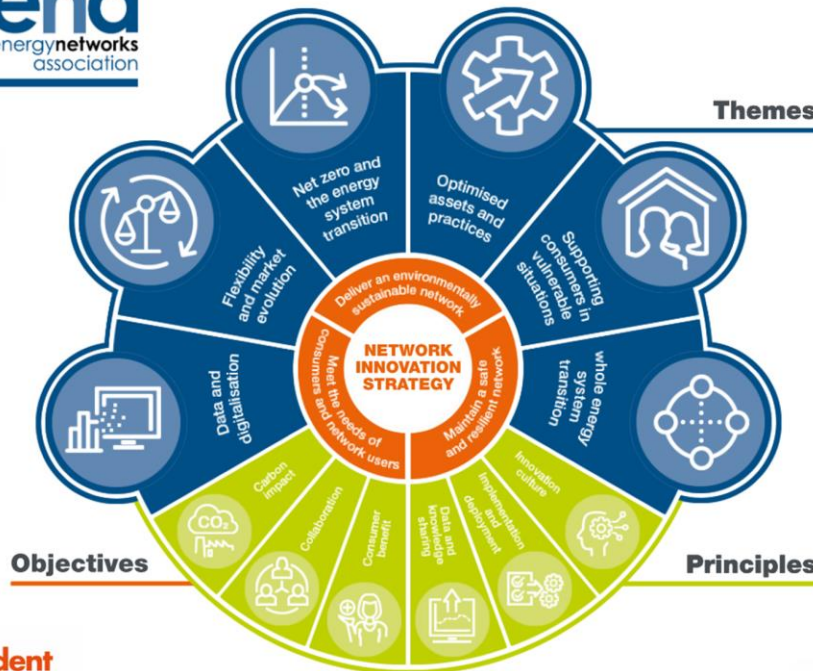 ena
energynetworks
association
Themes
Net zero and
the energy
system
transition
Optimised
assets and
practices
Flexibility
and market
evolution
Supporting
consumers in
vulnerable
situations
Data and
digitalisation
whole energy
system
transition
Deliver an environmentally
sustainable network
Meet the needs of
consumers and network users
Maintain a safe
and resilient network
NETWORK
INNOVATION
STRATEGY
Carbon
impact
Collaboration
Consumer
benefit
Data and
knowledge
sharing
Implementation
and
deployment
Innovation
culture
CO₂
Objectives
Principles
dent